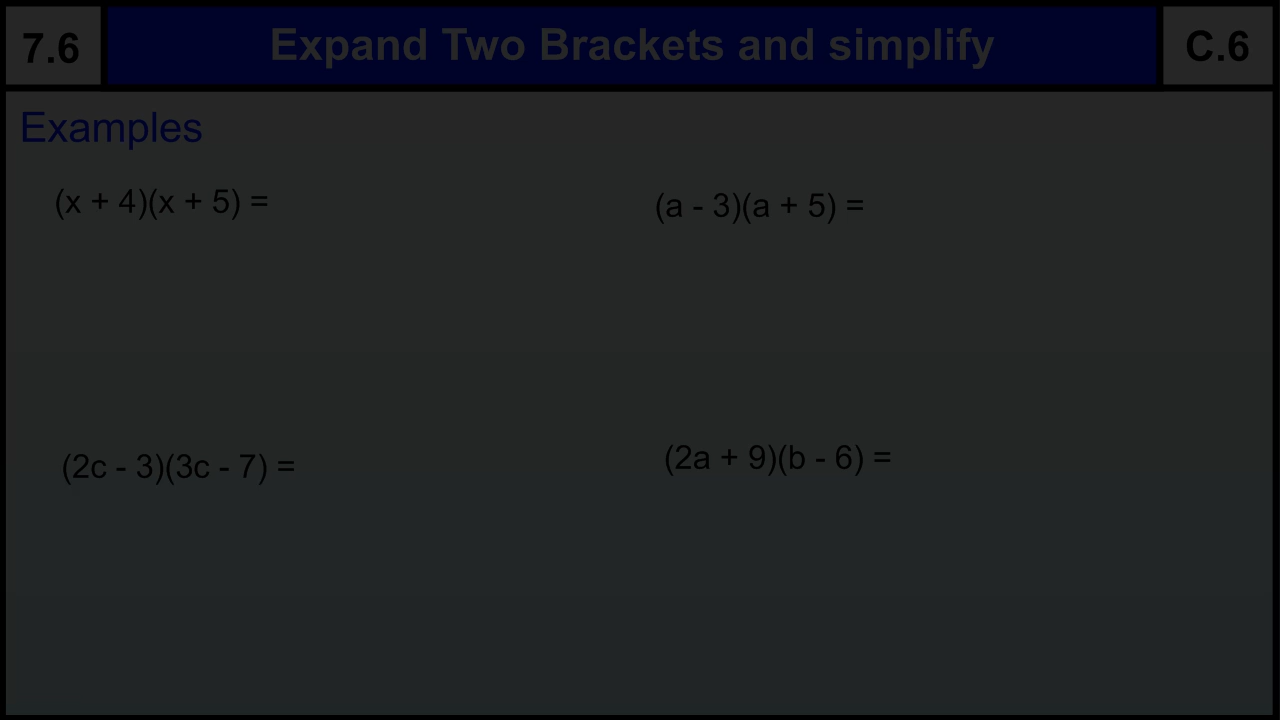 7.6
Expand Two Brackets and simplify
C.6
Examples
(x + 4)(x + 5) =
(a - 3)(a + 5) =
(2c - 3)(3c - 7) =
(2a + 9)(b - 6) =